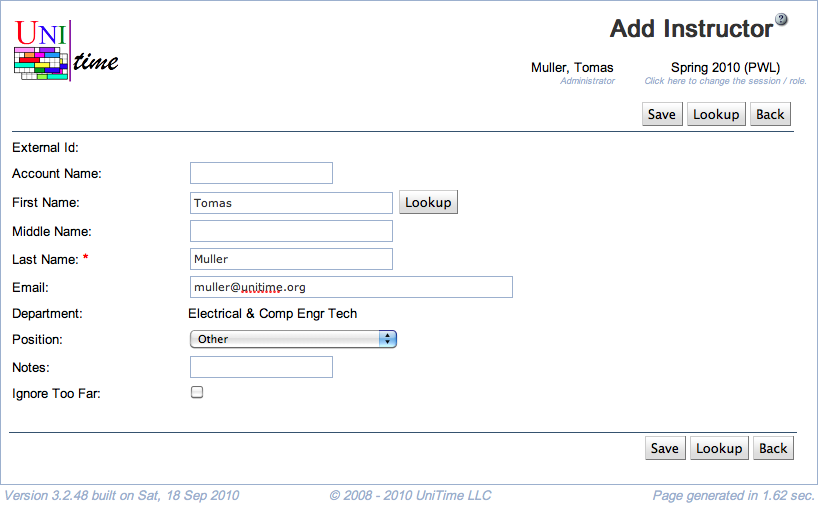 UNI
time
Add Instructor ?
Muller, Tomas Spring 2010 (PWL)
Administrator Click here to change the session / role.
Save Lookup Back
External Id:
Account Name:
First Name: Tomas Lookup
Middle Name:
Last Name: * Muller
Email: muller@unitime.org
Department: Electrical & Comp Engr Tech
Position: Other
Notes:
Ignore Too Far:
Save Lookup Back
Version 3.2.48 built on Sat, 18 Sep 2010 © 2008 - 2010 UniTime LLC Page generated in 1.62 sec.